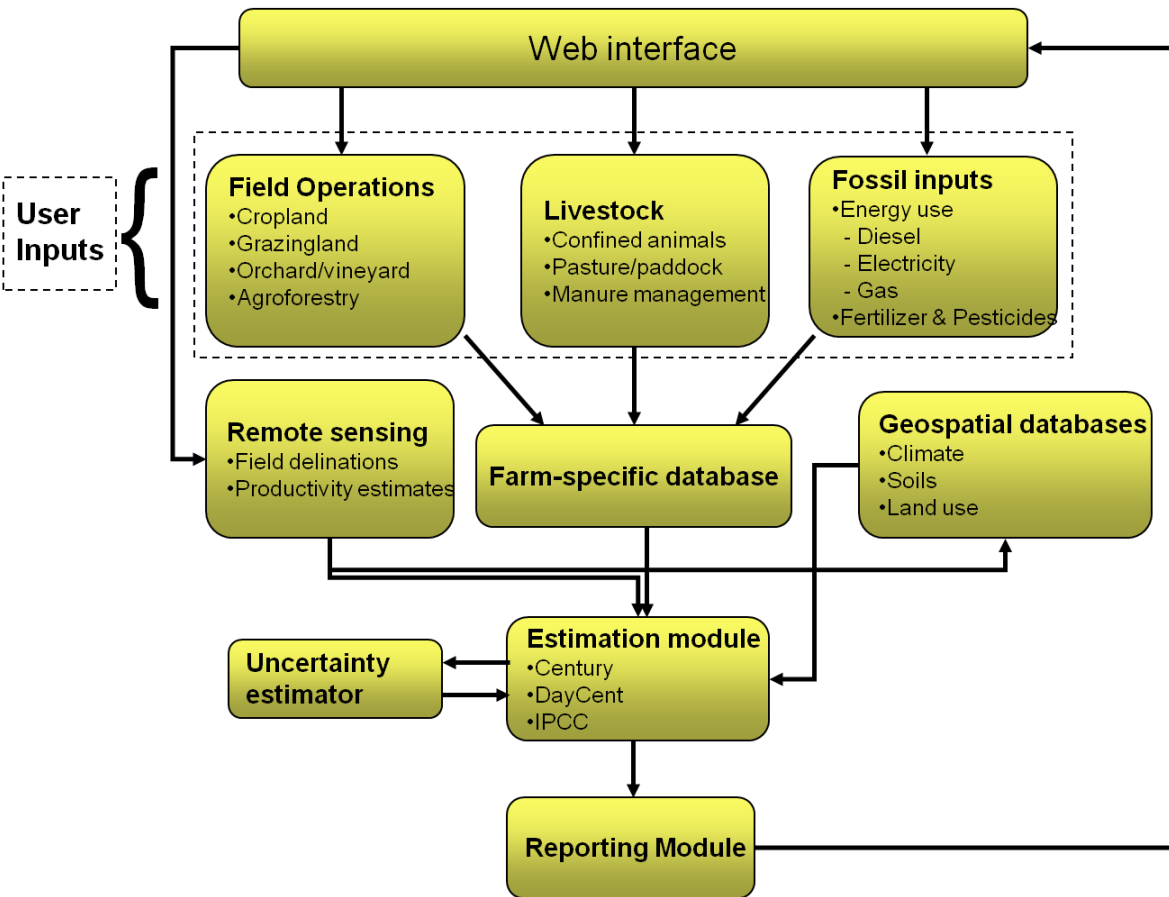 Web interface
User
Inputs
Field Operations
•Cropland
•Grazingland
•Orchard/vineyard
•Agroforestry
Livestock
•Confined animals
•Pasture/paddock
•Manure management
Fossil inputs
•Energy use
- Diesel
- Electricity
- Gas
•Fertilizer & Pesticides
Remote sensing
•Field delinations
•Productivity estimates
Farm-specific database
Geospatial databases
•Climate
•Soils
•Land use
Uncertainty
estimator
Estimation module
•Century
•DayCent
•IPCC
Reporting Module